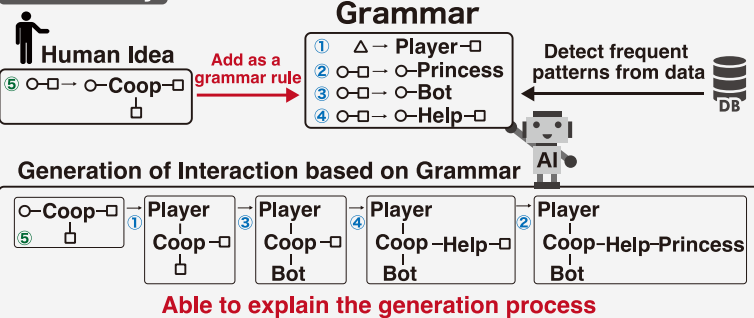 Grammar
Human Idea
⑤ ○–□ → ○–Coop–□
□
Add as a
grammar rule
① △ → Player–□
② ○–□ → ○–Princess
③ ○–□ → ○–Bot
④ ○–□ → ○–Help–□
Detect frequent
patterns from data
DB
AI
Generation of Interaction based on Grammar
○–Coop–□
□
⑤
→
①
Player
Coop–□
□
→
③
Player
Coop–□
Bot
→
④
Player
Coop–Help–□
Bot
→
②
Player
Coop–Help–Princess
Bot
Able to explain the generation process